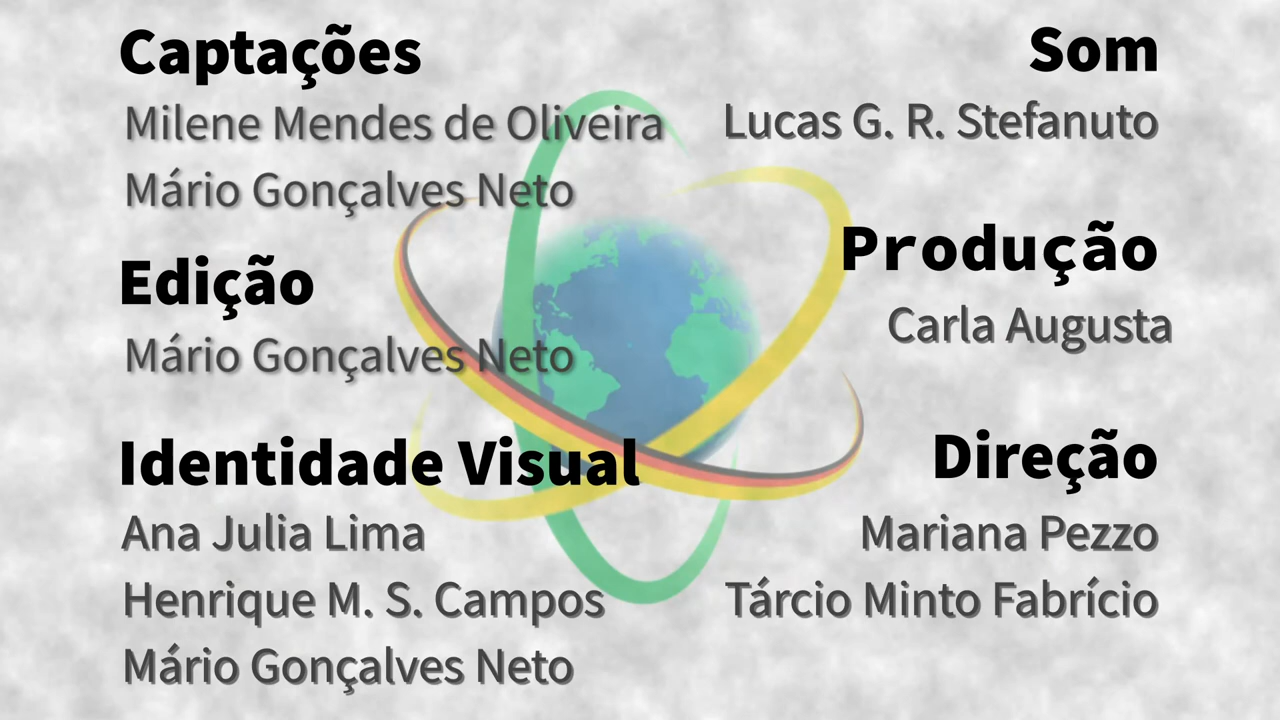 Captações
Milene Mendes de Oliveira
Mário Gonçalves Neto
Edição
Mário Gonçalves Neto
Identidade Visual
Ana Julia Lima
Henrique M. S. Campos
Mário Gonçalves Neto
Som
Lucas G. R. Stefanuto
Produção
Carla Augusta
Direção
Mariana Pezzo
Tárcio Minto Fabrício